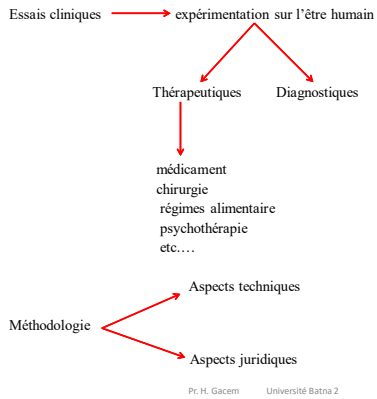 Essais cliniques expérimentation sur l'être humain
Thérapeutiques Diagnostiques
médicament
chirurgie
régimes alimentaire
psychothérapie
etc.…
Aspects techniques
Méthodologie
Aspects juridiques
Pr. H. Gacem Université Batna 2